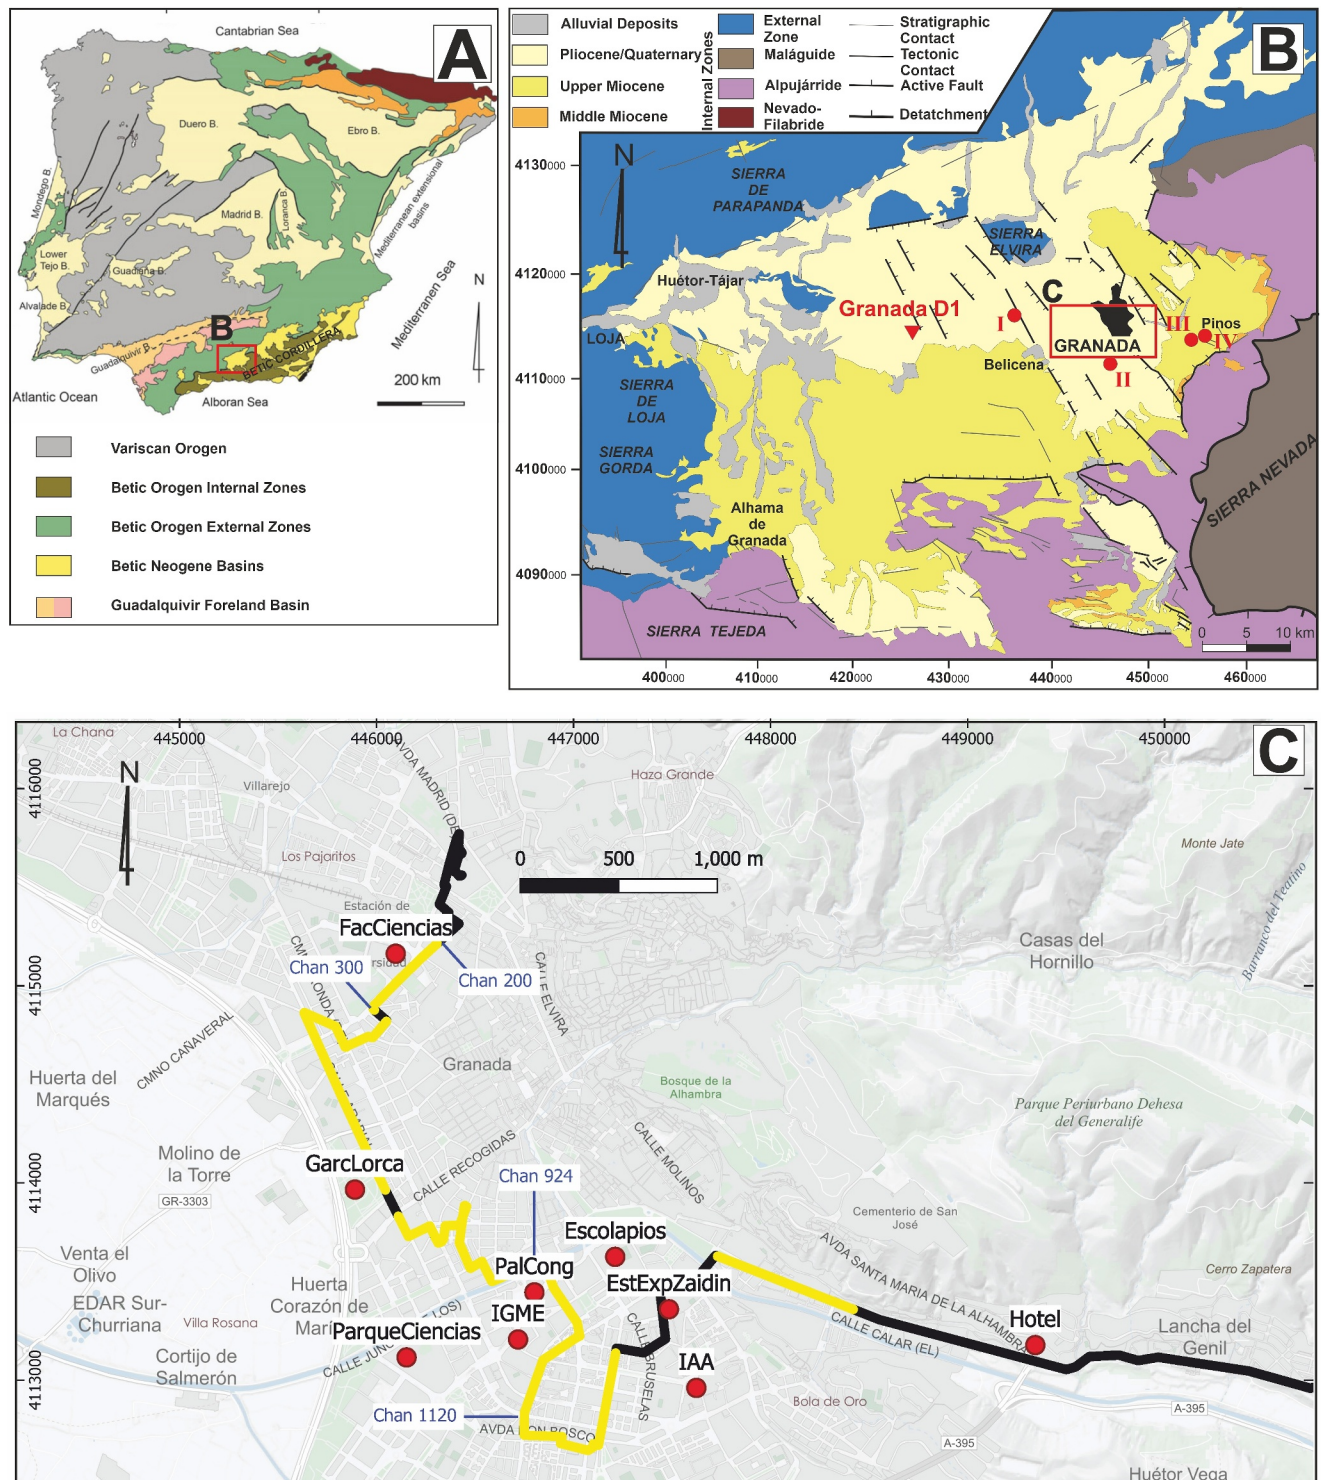 A
Cantabrian Sea
Duero B.
Ebro B.
Mondego B.
Madrid B.
Loranca B.
Mediterranean extensional
basins
Lower
Tejo B.
Guadiana B.
Alvalade B.
B
Guadalquivir B.
BETIC CORDILLERA
Mediterranen Sea
N
200 km
Atlantic Ocean
Alboran Sea
Variscan Orogen
Betic Orogen Internal Zones
Betic Orogen External Zones
Betic Neogene Basins
Guadalquivir Foreland Basin
B
Alluvial Deposits
Pliocene/Quaternary
Upper Miocene
Middle Miocene
Internal Zones
External
Zone
Maláguide
Alpujárride
Nevado-
Filabride
Stratigraphic
Contact
Tectonic
Contact
Active Fault
Detatchment
N
4130000
4120000
4110000
4100000
4090000
SIERRA
DE
PARAPANDA
SIERRA
ELVIRA
Huétor-Tájar
Granada D1
C
I
III
Pinos
IV
GRANADA
II
LOJA
Belicena
SIERRA
DE
LOJA
SIERRA
GORDA
Alhama
de
Granada
SIERRA NEVADA
SIERRA TEJEDA
0 5 10 km
400000 410000 420000 430000 440000 450000 460000
C
445000 446000 447000 448000 449000 450000
4116000
4115000
4114000
4113000
N
La Chana
Villarejo
AVDA MADRID (DE)
Haza Grande
Los Pajaritos
0 500 1,000 m
Monte Jate
Barranco del Teatino
Estación de
FacCiencias
Chan 300
Chan 200
CALLE ELVIRA
Casas del
Hornillo
CMNO CAÑAVERAL
Granada
Huerta del
Marqués
Bosque de la
Alhambra
Parque Periurbano Dehesa
del Generalife
Molino de
la Torre
GR-3303
GarcLorca
CALLE RECOGIDAS
CALLE MOLINOS
Chan 924
Cementerio de San
José
Escolapios
Venta el
Olivo
PalCong
EstExpZaidin
AVDA SANTA MARIA DE LA ALHAMBRA
Cerro Zapatera
EDAR Sur-
Churriana
Villa Rosana
Huerta
Corazón de
IGME
ParqueCiencias
CALLE BRUSELAS
CALLE CALAR (EL)
Hotel
Lancha del
Genil
Cortijo de
Salmerón
IAA
Bola de Oro
Chan 1120
AVDA DON BOSCO
A-395
A-395
Huétor Vega